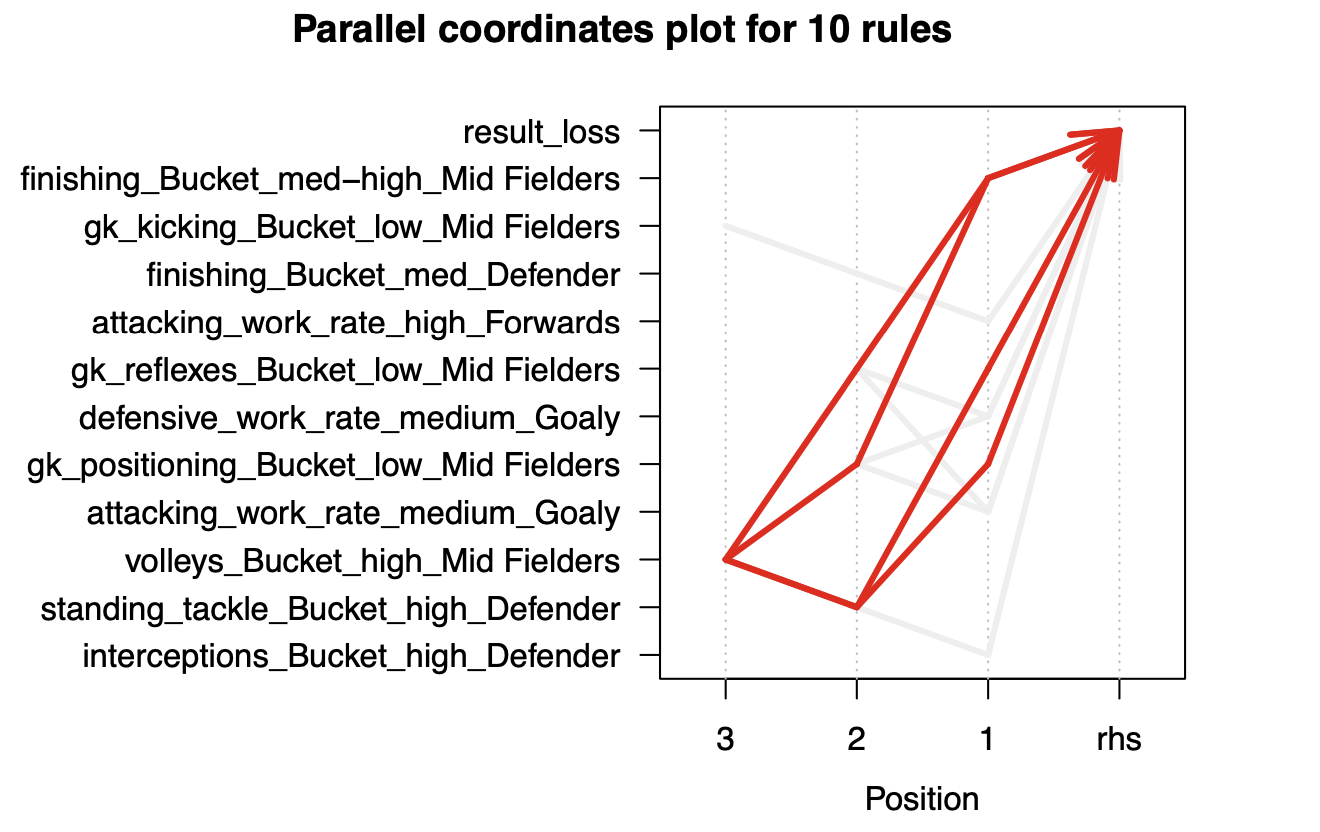 Parallel coordinates plot for 10 rules
result_loss
finishing_Bucket_med−high_Mid Fielders
gk_kicking_Bucket_low_Mid Fielders
finishing_Bucket_med_Defender
attacking_work_rate_high_Forwards
gk_reflexes_Bucket_low_Mid Fielders
defensive_work_rate_medium_Goaly
gk_positioning_Bucket_low_Mid Fielders
attacking_work_rate_medium_Goaly
volleys_Bucket_high_Mid Fielders
standing_tackle_Bucket_high_Defender
interceptions_Bucket_high_Defender
3 2 1 rhs
Position